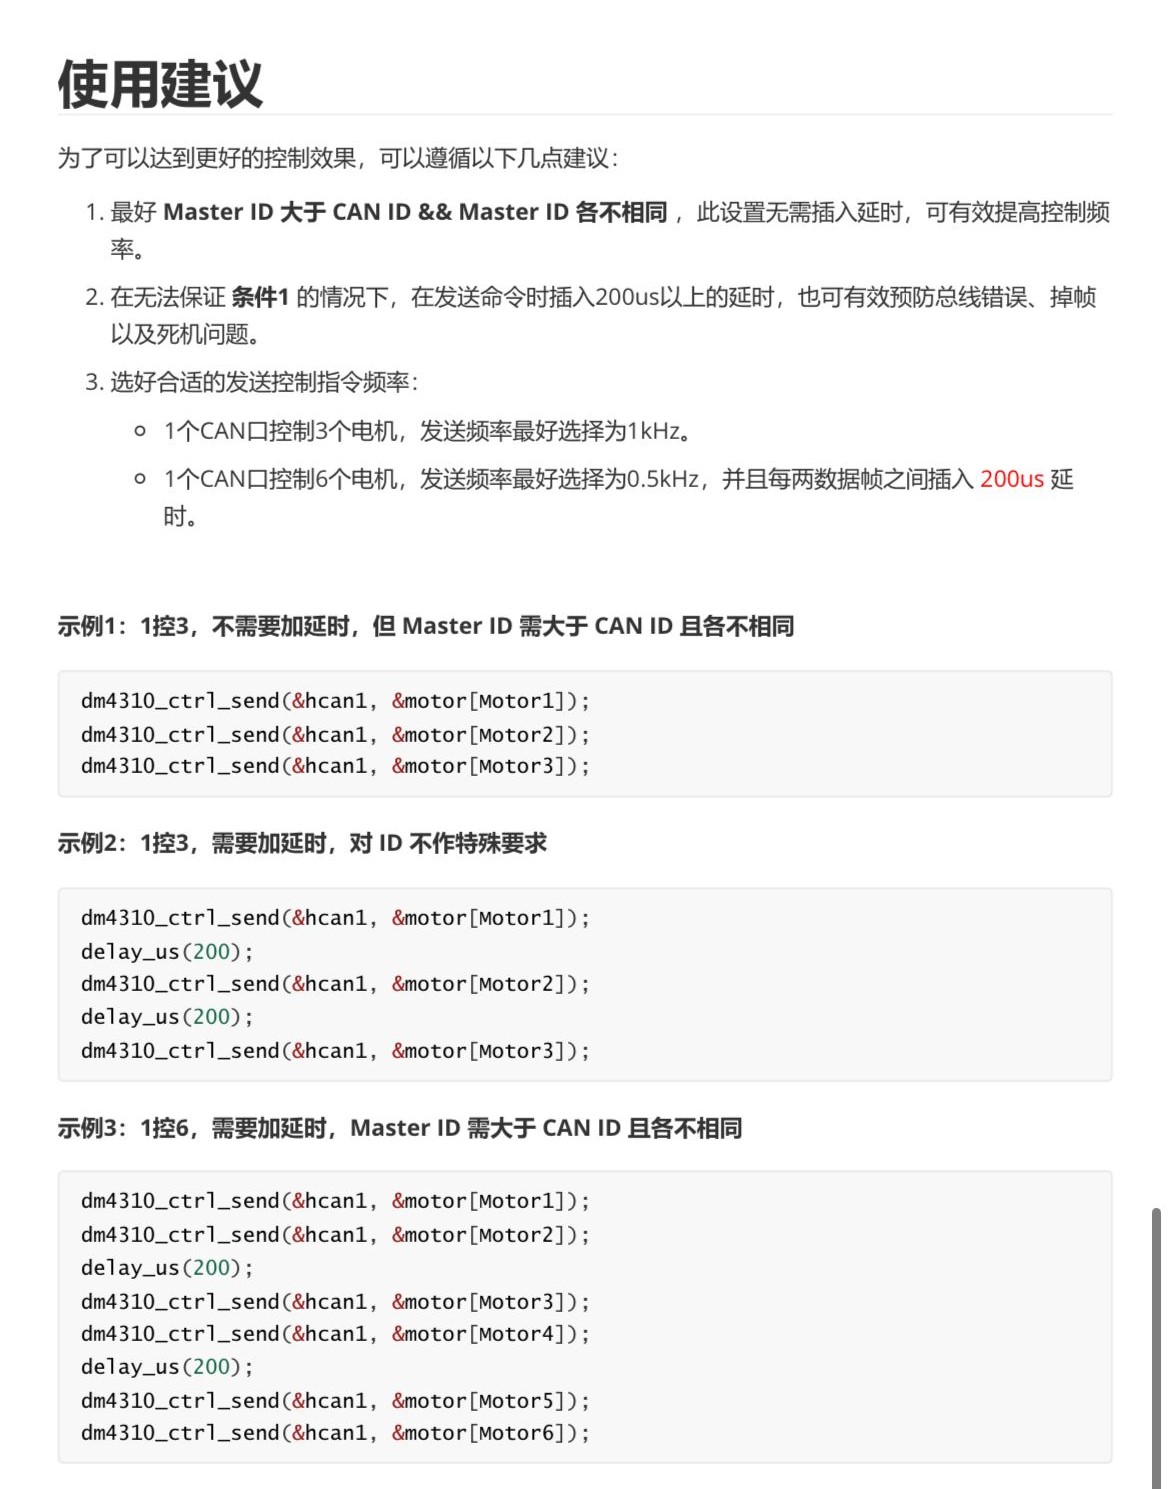 使用建议
为了可以达到更好的控制效果，可以遵循以下几点建议：
1. 最好 Master ID 大于 CAN ID && Master ID 各不相同 ，此设置无需插入延时，可有效提高控制频
率。
2. 在无法保证 条件1 的情况下，在发送命令时插入200us以上的延时，也可有效预防总线错误、掉帧
以及死机问题。
3. 选好合适的发送控制指令频率：
○ 1个CAN口控制3个电机，发送频率最好选择为1kHz。
○ 1个CAN口控制6个电机，发送频率最好选择为0.5kHz，并且每两数据帧之间插入 200us 延
时。
示例1：1控3，不需要加延时，但 Master ID 需大于 CAN ID 且各不相同
dm4310_ctrl_send(&hcan1, &motor[Motor1]);
dm4310_ctrl_send(&hcan1, &motor[Motor2]);
dm4310_ctrl_send(&hcan1, &motor[Motor3]);
示例2：1控3，需要加延时，对 ID 不作特殊要求
dm4310_ctrl_send(&hcan1, &motor[Motor1]);
delay_us(200);
dm4310_ctrl_send(&hcan1, &motor[Motor2]);
delay_us(200);
dm4310_ctrl_send(&hcan1, &motor[Motor3]);
示例3：1控6，需要加延时，Master ID 需大于 CAN ID 且各不相同
dm4310_ctrl_send(&hcan1, &motor[Motor1]);
dm4310_ctrl_send(&hcan1, &motor[Motor2]);
delay_us(200);
dm4310_ctrl_send(&hcan1, &motor[Motor3]);
dm4310_ctrl_send(&hcan1, &motor[Motor4]);
delay_us(200);
dm4310_ctrl_send(&hcan1, &motor[Motor5]);
dm4310_ctrl_send(&hcan1, &motor[Motor6]);